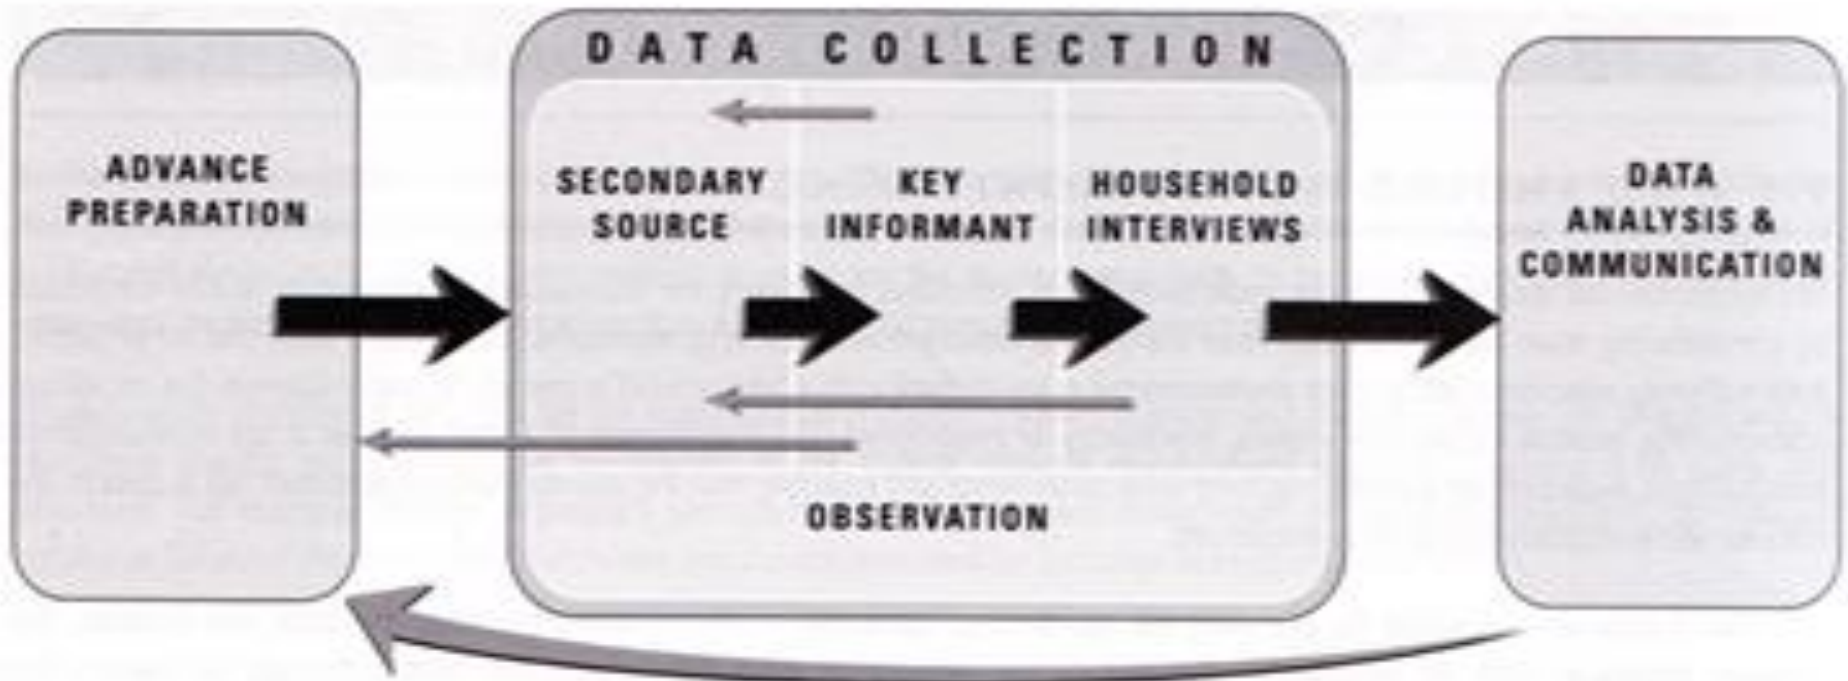 DATA COLLECTION
ADVANCE
PREPARATION
SECONDARY
SOURCE
KEY
INFORMANT
HOUSEHOLD
INTERVIEWS
DATA
ANALYSIS &
COMMUNICATION
OBSERVATION